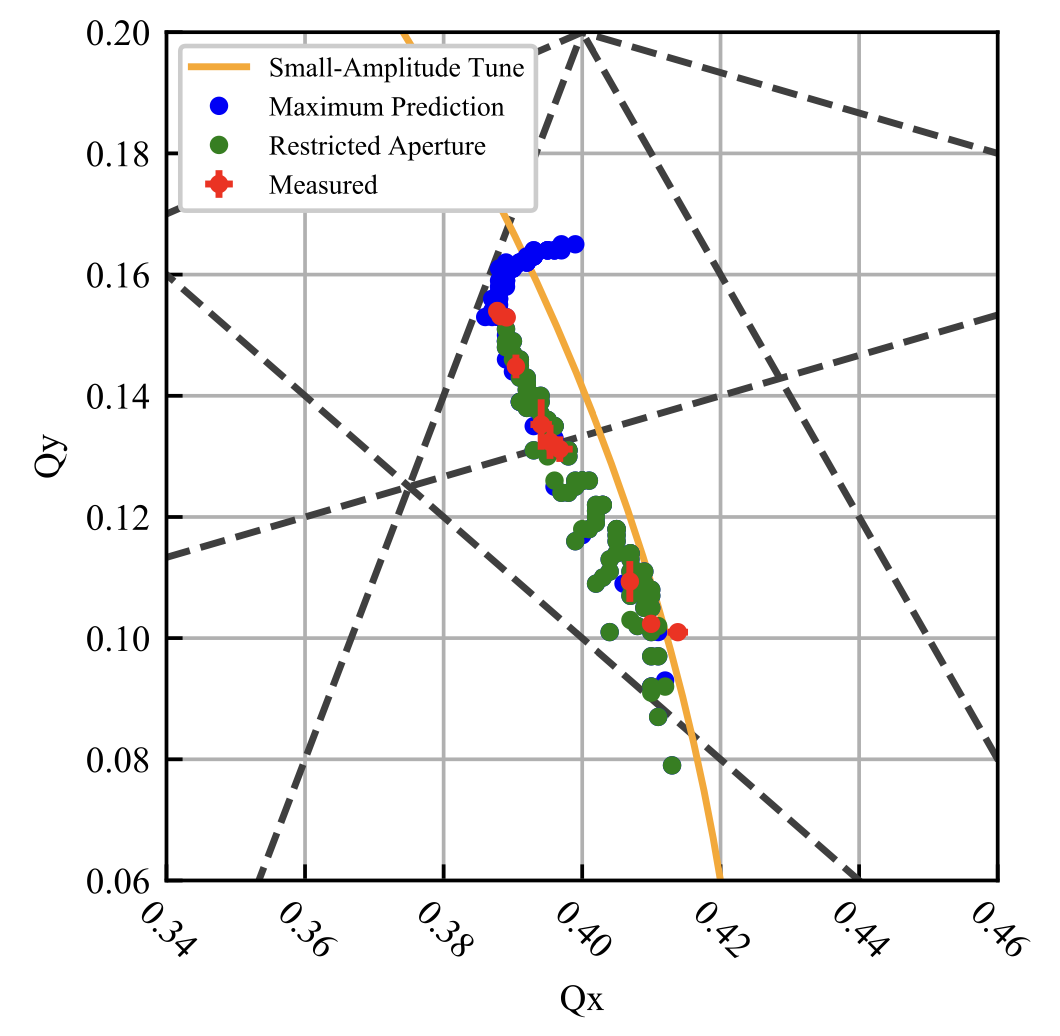 0.20
Small-Amplitude Tune
Maximum Prediction
Restricted Aperture
Measured
0.18
0.16
0.14
Qy
0.12
0.10
0.08
0.06
0.34 0.36 0.38 0.40 0.42 0.44 0.46
Qx